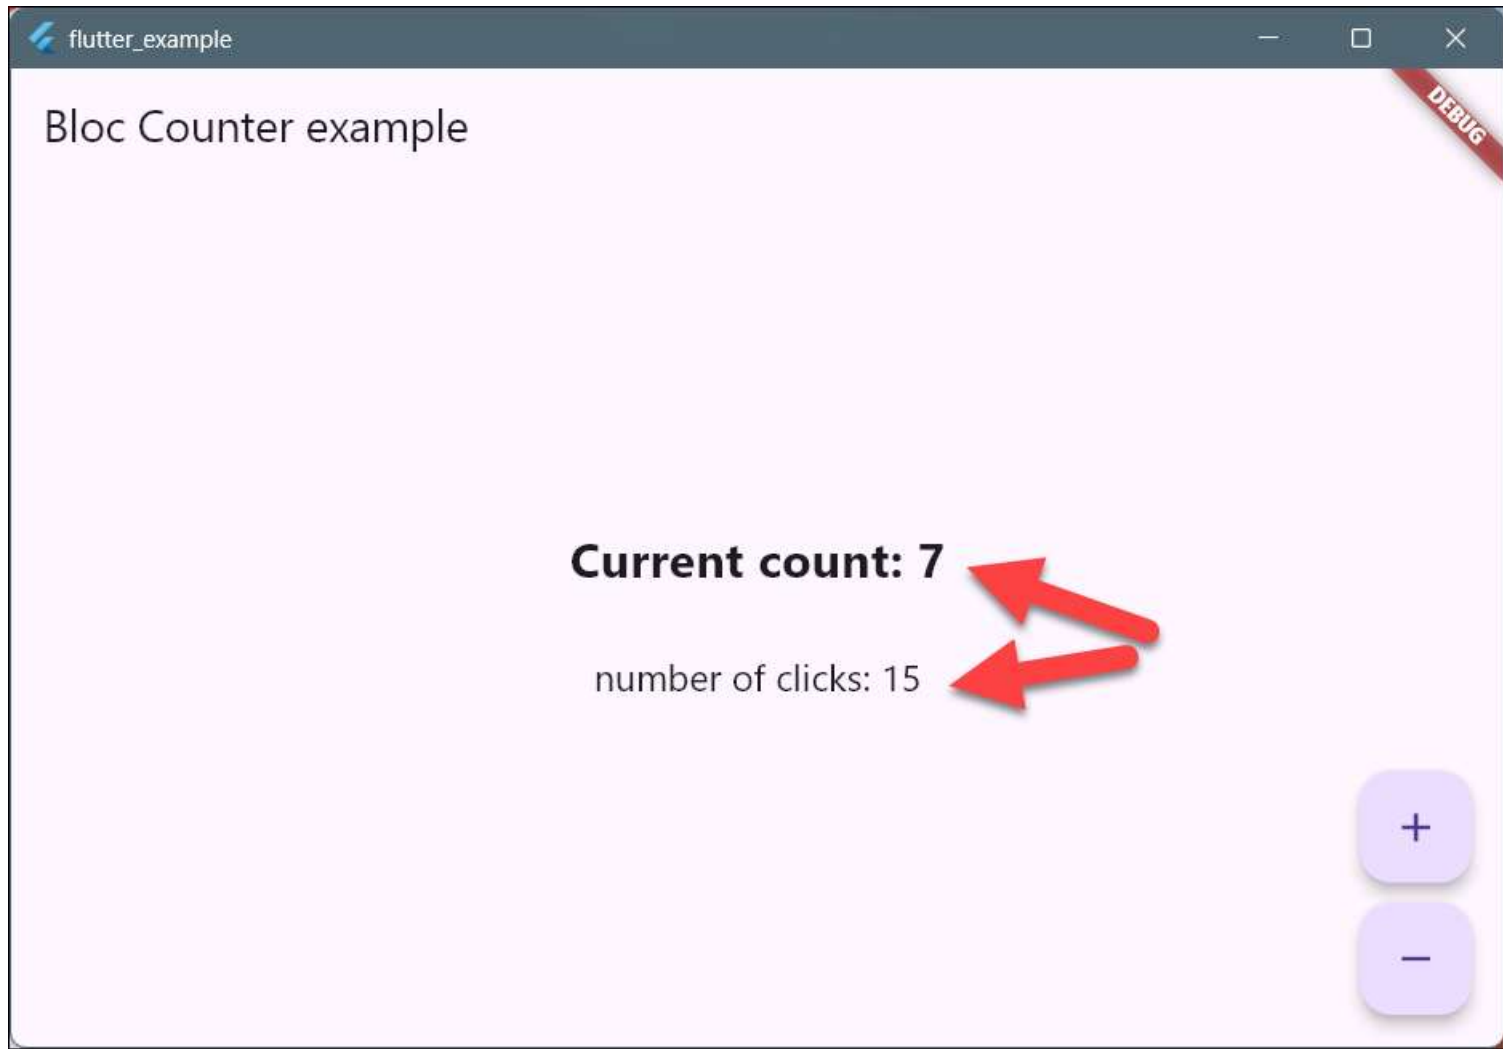 flutter_example
DEBUG
Bloc Counter example
Current count: 7
number of clicks: 15
+
−